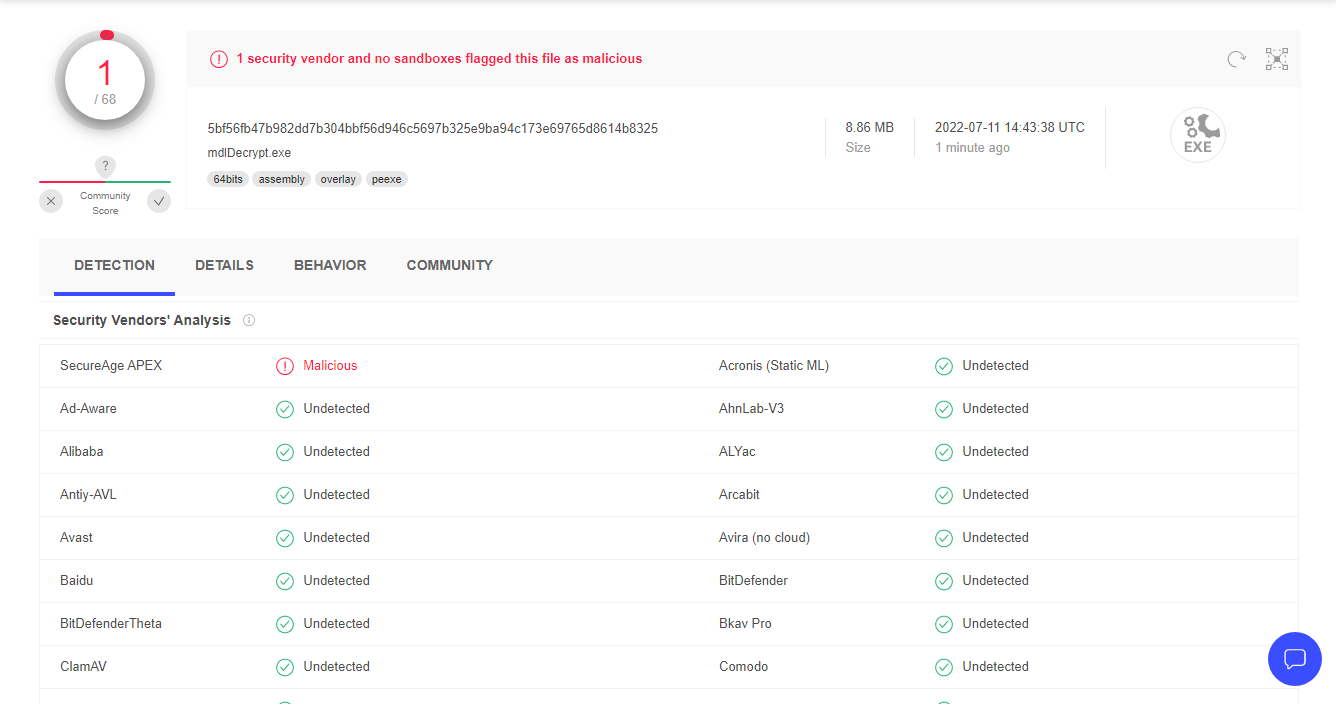 1
/ 68
?
Community
Score
1 security vendor and no sandboxes flagged this file as malicious
5bf56fb47b982dd7b304bbf56d946c5697b325e9ba94c173e69765d8614b8325
mdlDecrypt.exe
64bits assembly overlay peexe
8.86 MB
Size
2022-07-11 14:43:38 UTC
1 minute ago
EXE
DETECTION DETAILS BEHAVIOR COMMUNITY
Security Vendors' Analysis
SecureAge APEX Malicious Acronis (Static ML) Undetected
Ad-Aware Undetected AhnLab-V3 Undetected
Alibaba Undetected ALYac Undetected
Antiy-AVL Undetected Arcabit Undetected
Avast Undetected Avira (no cloud) Undetected
Baidu Undetected BitDefender Undetected
BitDefenderTheta Undetected Bkav Pro Undetected
ClamAV Undetected Comodo Undetected